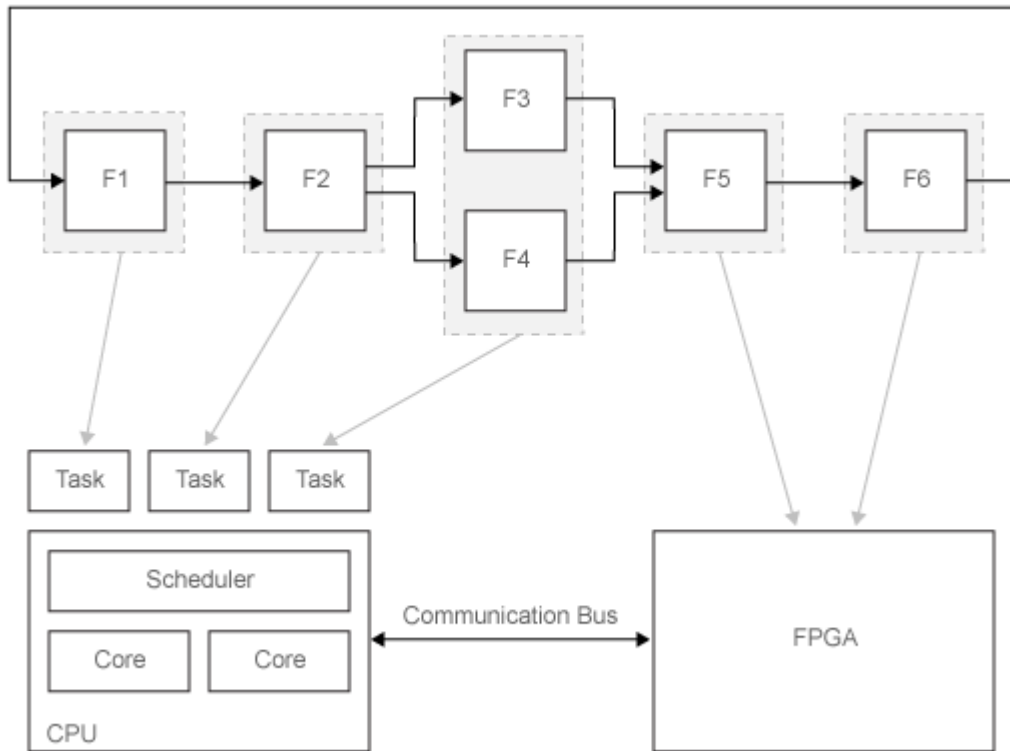 F3
F1
F2
F5
F6
F4
Task
Task
Task
Scheduler
Communication Bus
FPGA
Core
Core
CPU